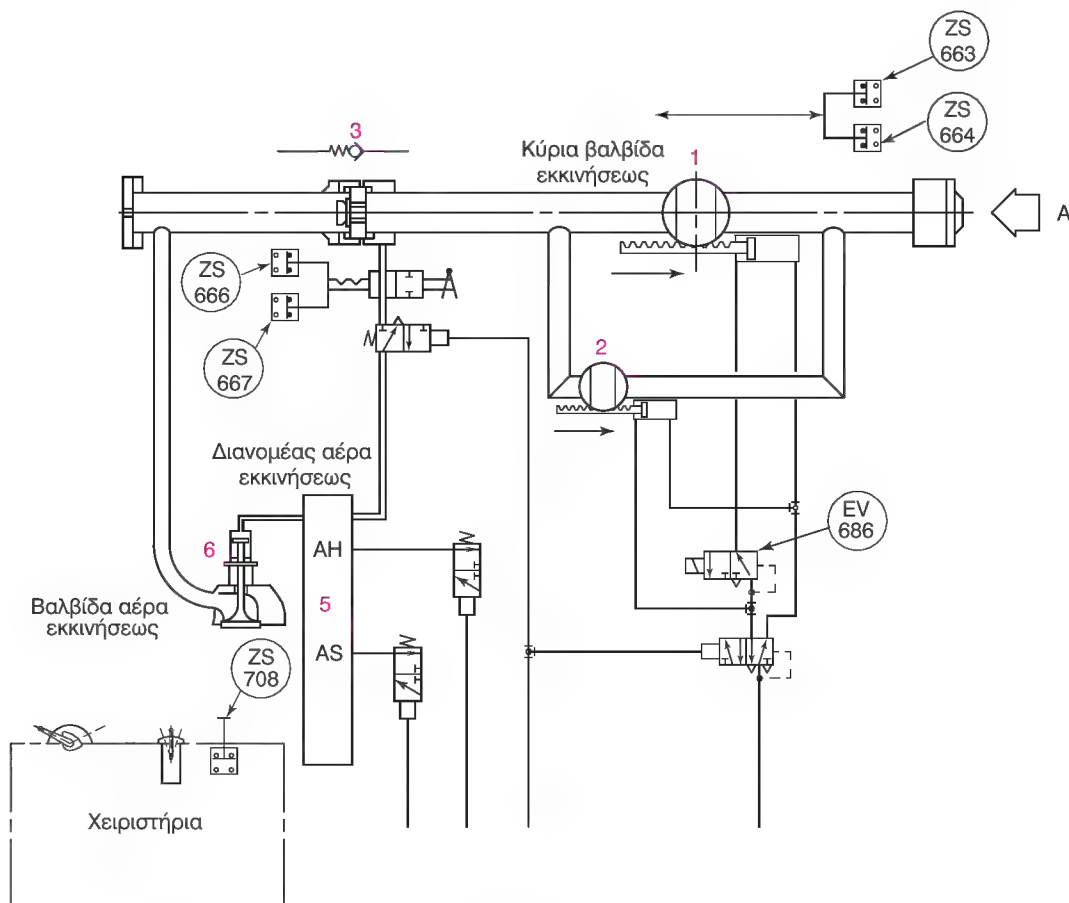 ZS
663
ZS
664
3
Κύρια βαλβίδα
εκκινήσεως
1
A
ZS
666
ZS
667
2
Διανομέας αέρα
εκκινήσεως
EV
686
6
AH
5
AS
Βαλβίδα αέρα
εκκινήσεως
ZS
708
Χειριστήρια